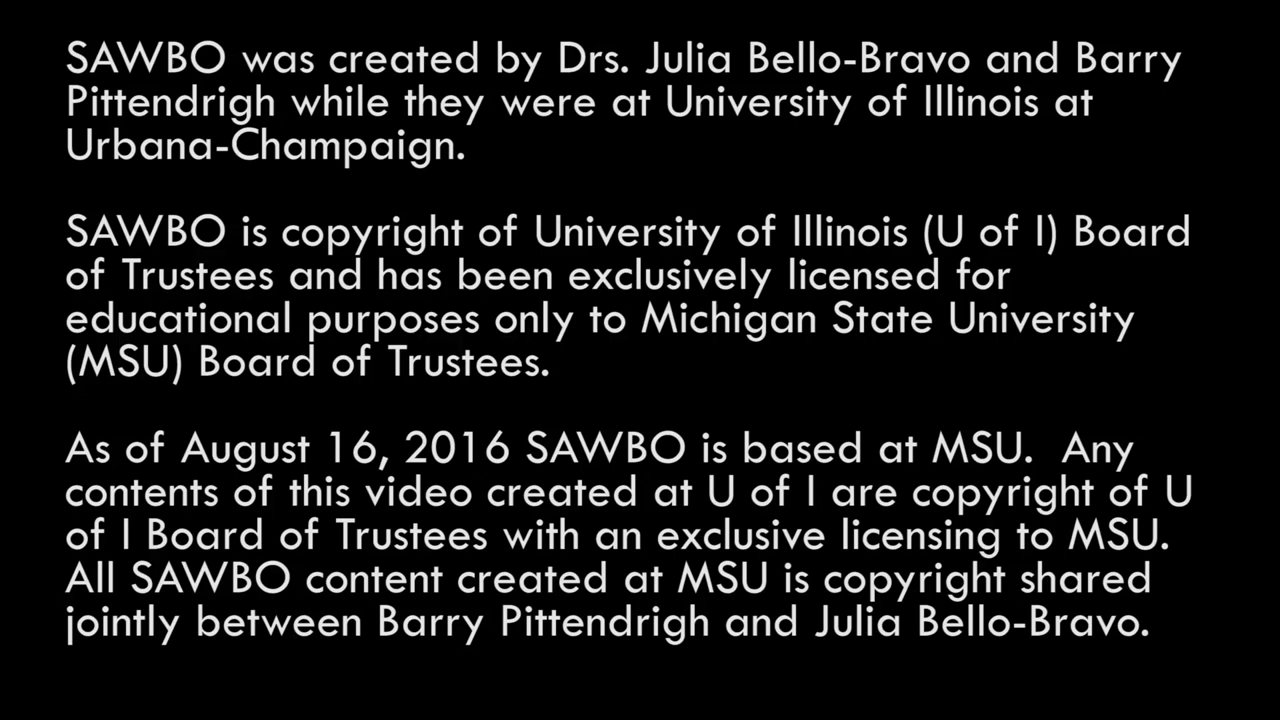 SAWBO was created by Drs. Julia Bello-Bravo and Barry
Pittendrigh while they were at University of Illinois at
Urbana-Champaign.
SAWBO is copyright of University of Illinois (U of I) Board
of Trustees and has been exclusively licensed for
educational purposes only to Michigan State University
(MSU) Board of Trustees.
As of August 16, 2016 SAWBO is based at MSU.  Any
contents of this video created at U of I are copyright of U
of I Board of Trustees with an exclusive licensing to MSU.
All SAWBO content created at MSU is copyright shared
jointly between Barry Pittendrigh and Julia Bello-Bravo.